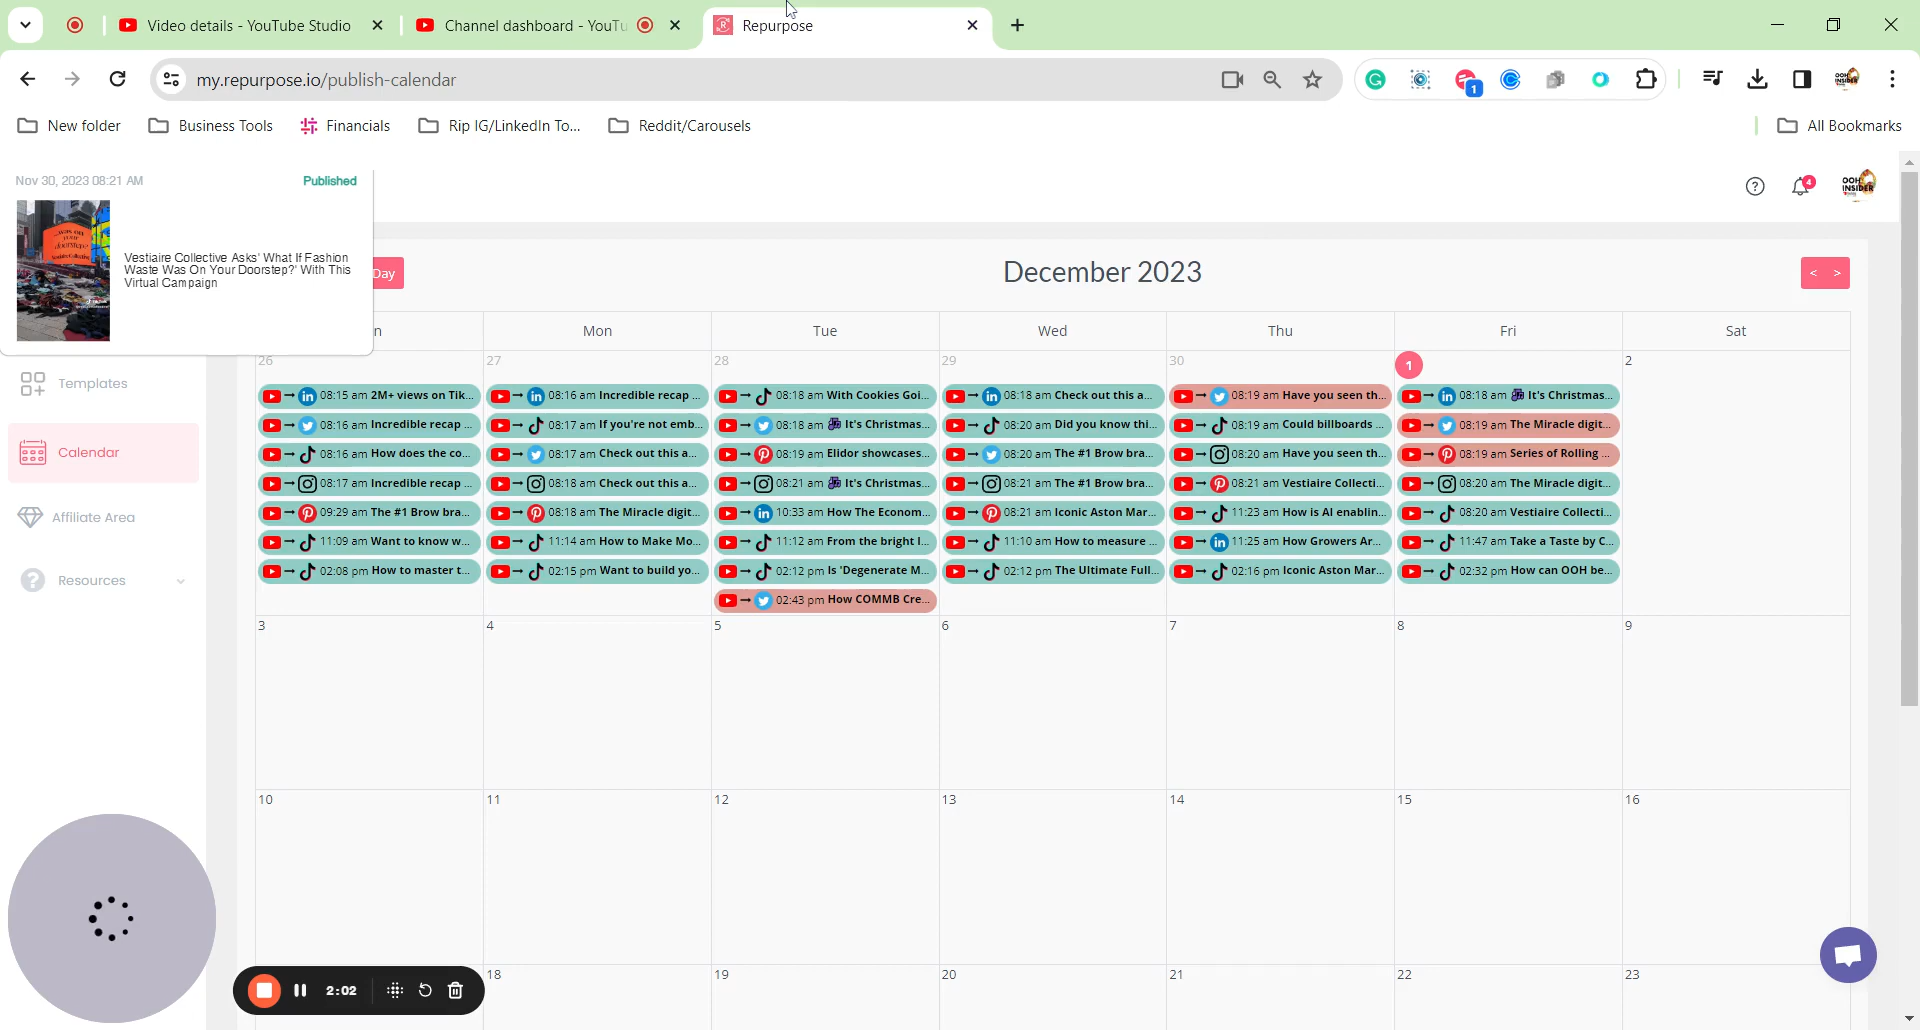 Video details - YouTube Studio
Channel dashboard - YouTu
Repurpose
my.repurpose.io/publish-calendar
1
New folder
Business Tools
Financials
Rip IG/LinkedIn To...
Reddit/Carousels
All Bookmarks
Nov 30, 2023 08:21 AM
Published
Vestiaire Collective Asks' What If Fashion
Waste Was On Your Doorstep?' With This
Virtual Campaign
4
OOH
INSIDER
Day
December 2023
< >
n
Mon
Tue
Wed
Thu
Fri
Sat
26
27
28
29
30
1
2
Templates
Calendar
Affiliate Area
Resources
08:15 am 2M+ views on Tik...
08:16 am Incredible recap ...
08:18 am With Cookies Goi...
08:18 am Check out this a...
08:19 am Have you seen th...
08:18 am It's Christmas...
08:16 am Incredible recap ...
08:17 am If you're not emb...
08:18 am It's Christmas...
08:20 am Did you know thi...
08:19 am Could billboards ...
08:19 am The Miracle digit...
08:16 am How does the co...
08:17 am Check out this a...
08:19 am Elidor showcases...
08:20 am The #1 Brow bra...
08:20 am Have you seen th...
08:19 am Series of Rolling ...
08:17 am Incredible recap ...
08:18 am Check out this a...
08:21 am It's Christmas...
08:21 am The #1 Brow bra...
08:21 am Vestiaire Collecti...
08:20 am The Miracle digit...
09:29 am The #1 Brow bra...
08:18 am The Miracle digit...
10:33 am How The Econom...
08:21 am Iconic Aston Mar...
11:23 am How is AI enablin...
08:20 am Vestiaire Collecti...
11:09 am Want to know w...
11:14 am How to Make Mo...
11:12 am From the bright l...
11:10 am How to measure ...
11:25 am How Growers Ar...
11:47 am Take a Taste by C...
02:08 pm How to master t...
02:15 pm Want to build yo...
02:12 pm Is 'Degenerate M...
02:12 pm The Ultimate Full...
02:16 pm Iconic Aston Mar...
02:32 pm How can OOH be...
02:43 pm How COMMB Cre...
3
4
5
6
7
8
9
10
11
12
13
14
15
16
18
19
20
21
22
23
2:02